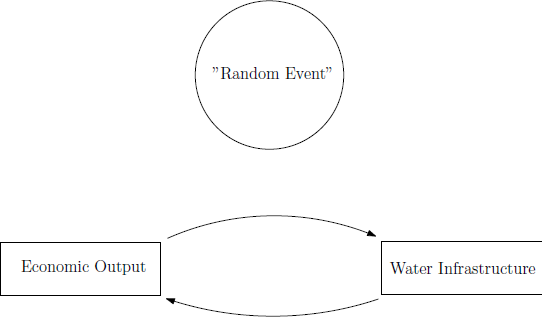 ”Random Event”
Economic Output
Water Infrastructure